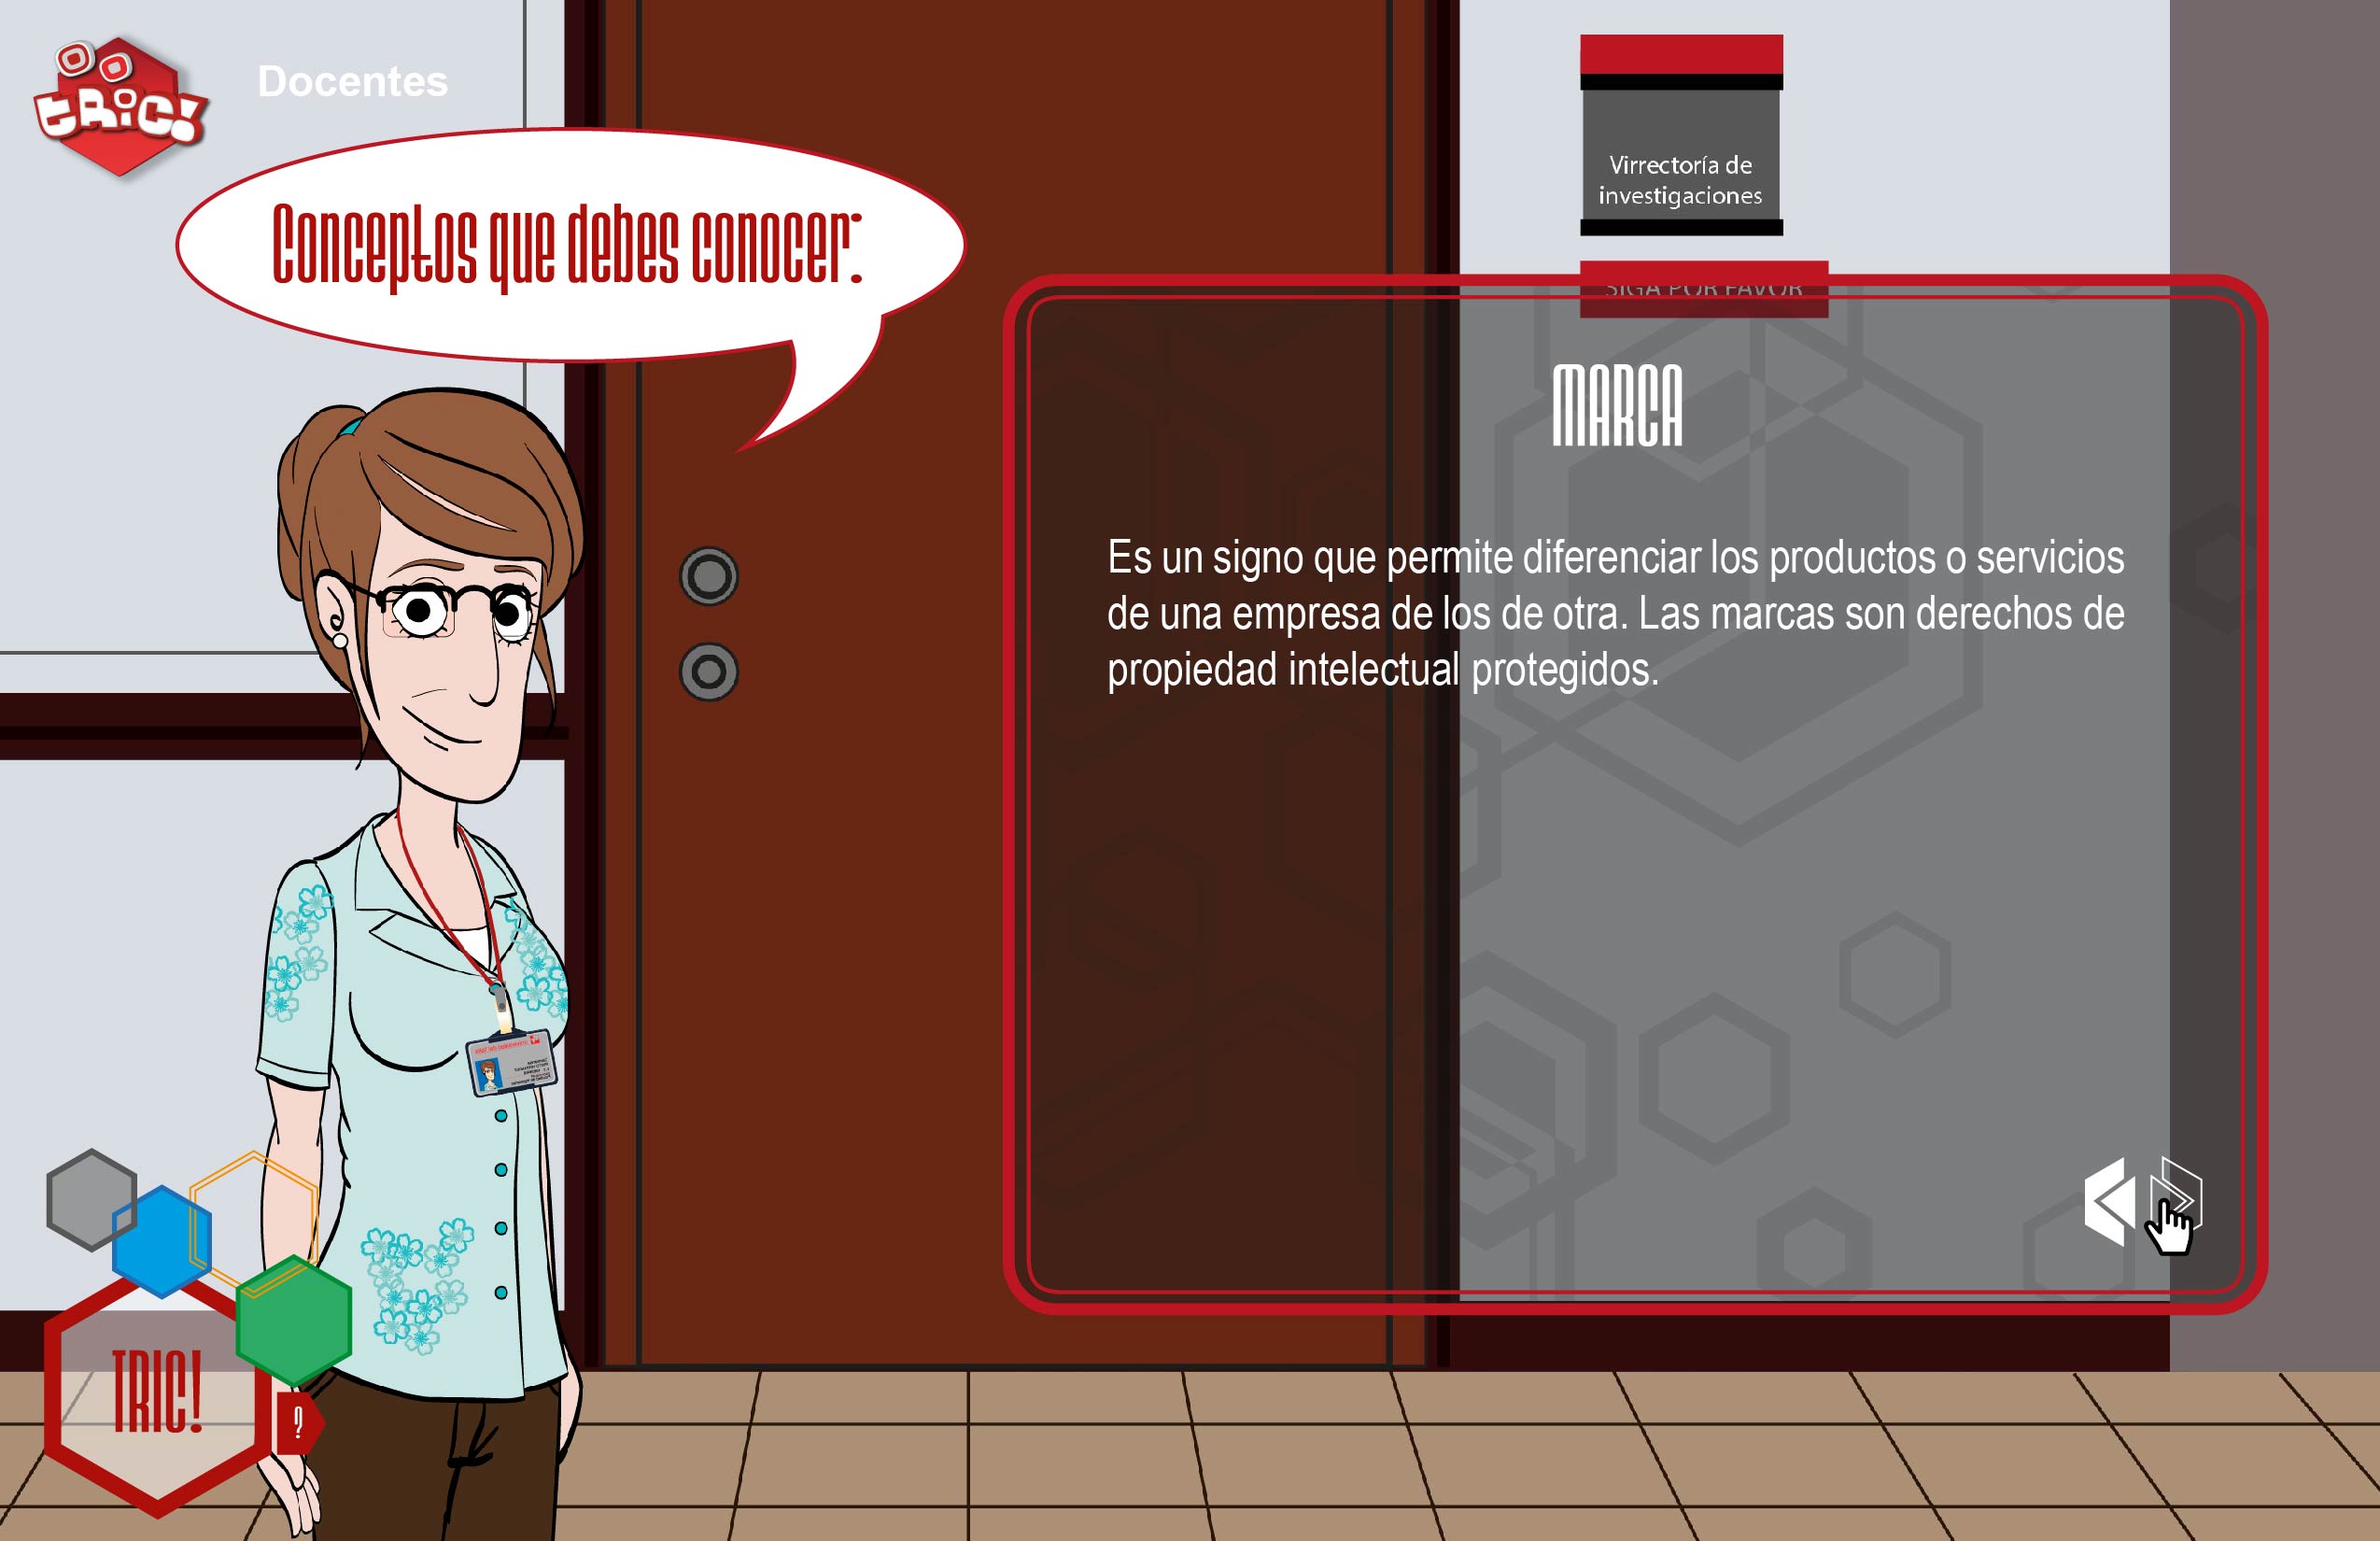 tRiC!
Docentes
Virrectoría de
investigaciones
Conceptos que debes conocer:
SIGA POR FAVOR
MARCA
Es un signo que permite diferenciar los productos o servicios
de una empresa de los de otra. Las marcas son derechos de
propiedad intelectual protegidos.
TRIC!
?